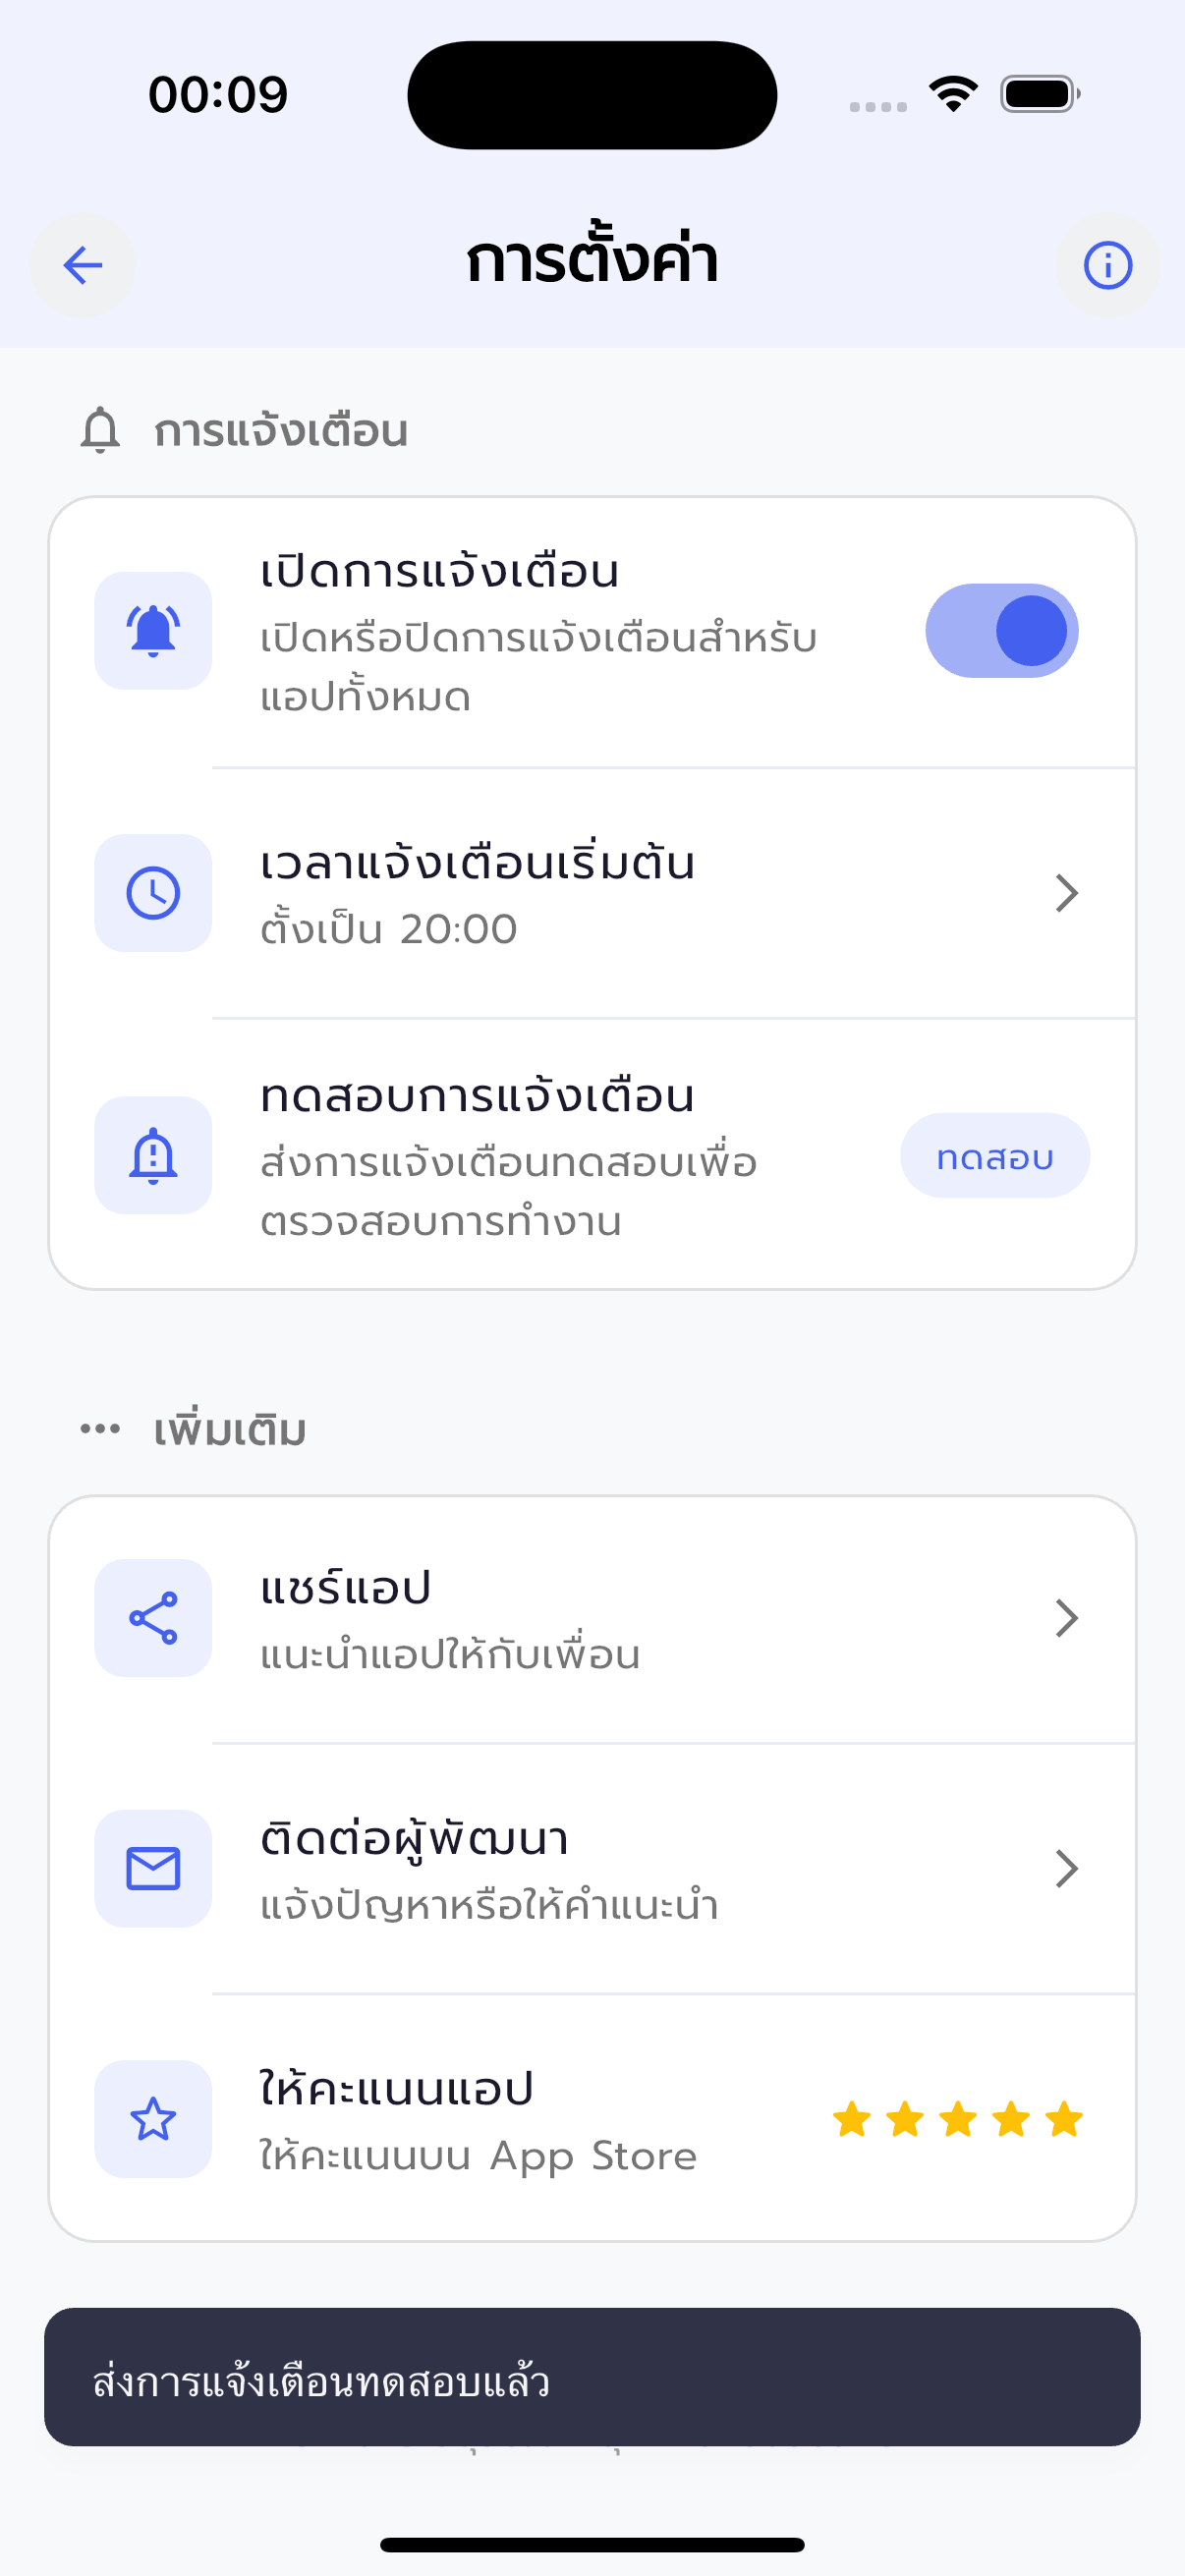 00:09
การตั้งค่า
การแจ้งเตือน
เปิดการแจ้งเตือน
เปิดหรือปิดการแจ้งเตือนสำหรับ
แอปทั้งหมด
เวลาแจ้งเตือนเริ่มต้น
ตั้งเป็น 20:00
ทดสอบการแจ้งเตือน
ส่งการแจ้งเตือนทดสอบเพื่อ
ตรวจสอบการทำงาน
ทดสอบ
เพิ่มเติม
แชร์แอป
แนะนำแอปให้กับเพื่อน
ติดต่อผู้พัฒนา
แจ้งปัญหาหรือให้คำแนะนำ
ให้คะแนนแอป
ให้คะแนนบน App Store
ส่งการแจ้งเตือนทดสอบแล้ว